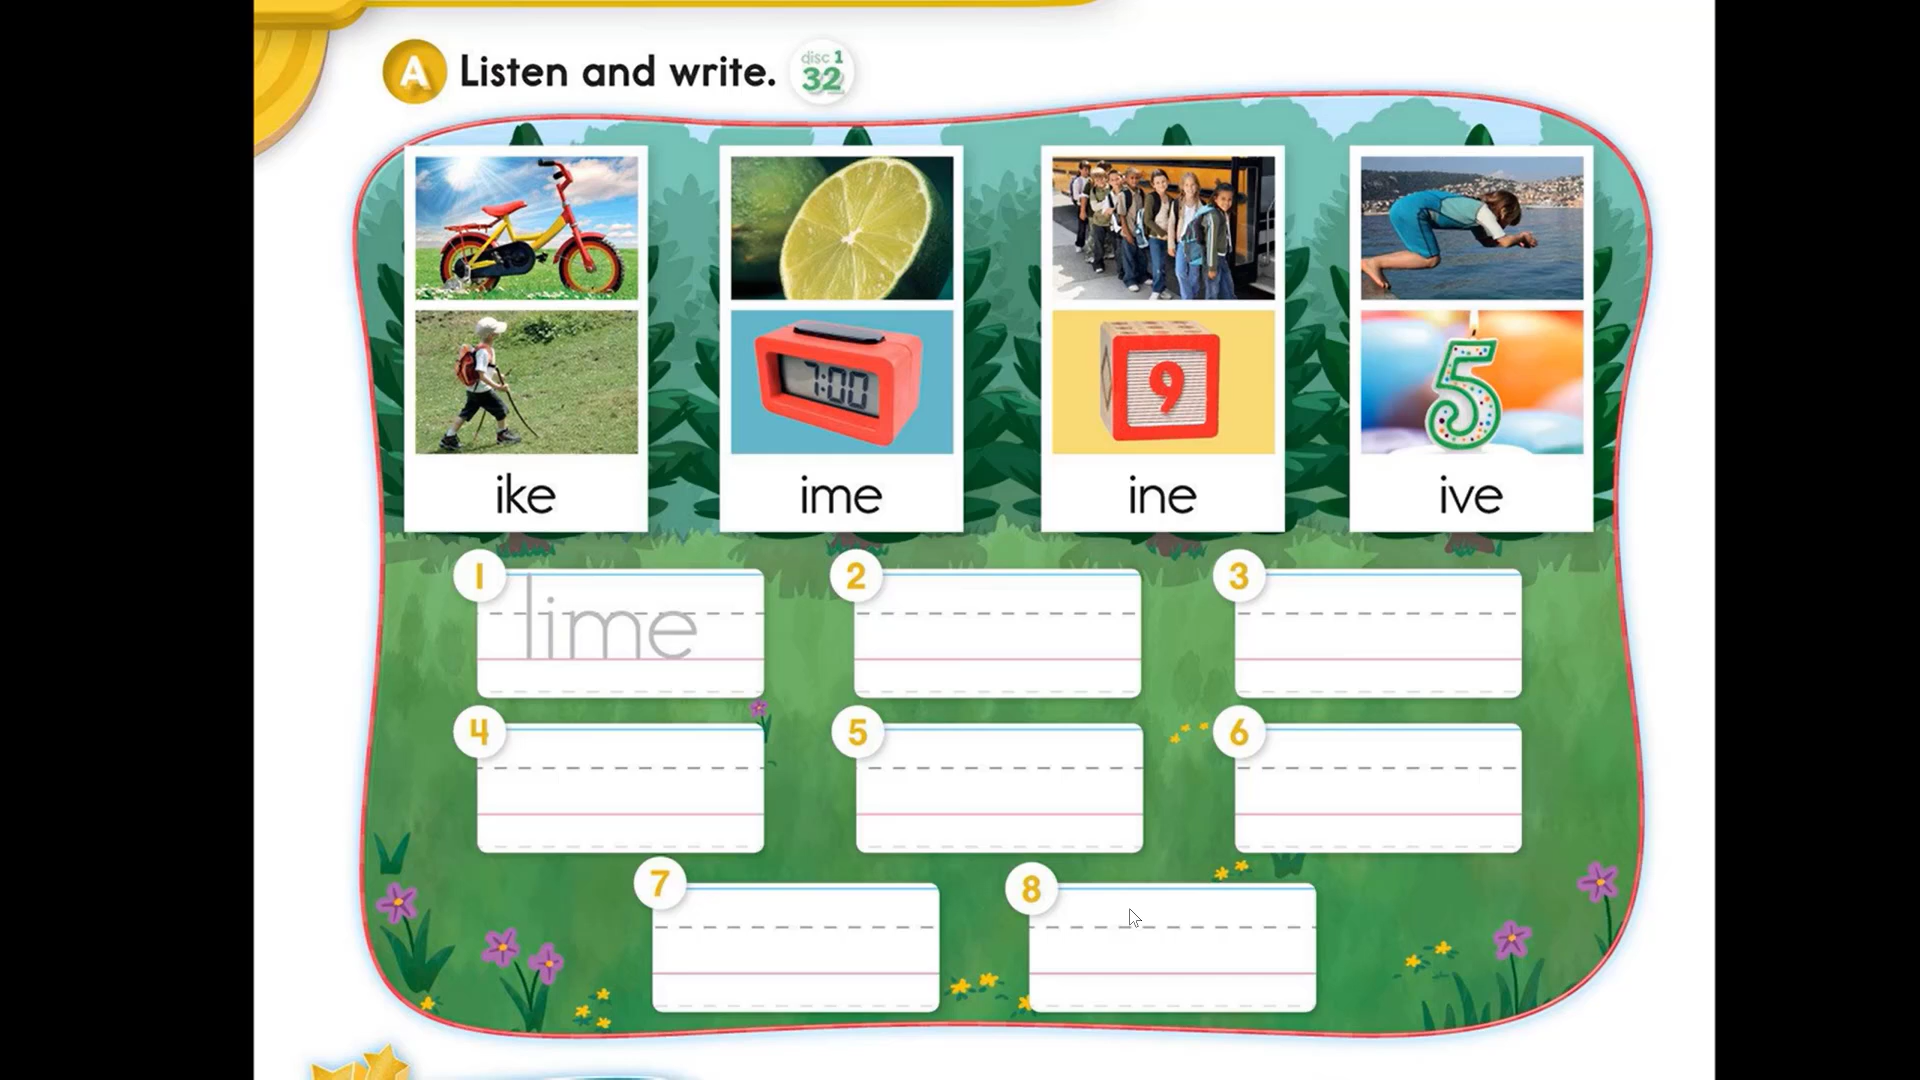 A Listen and write. disc 1 32
7:00
9
5
ike ime ine ive
1 lime 2 3
4 5 6
7 8